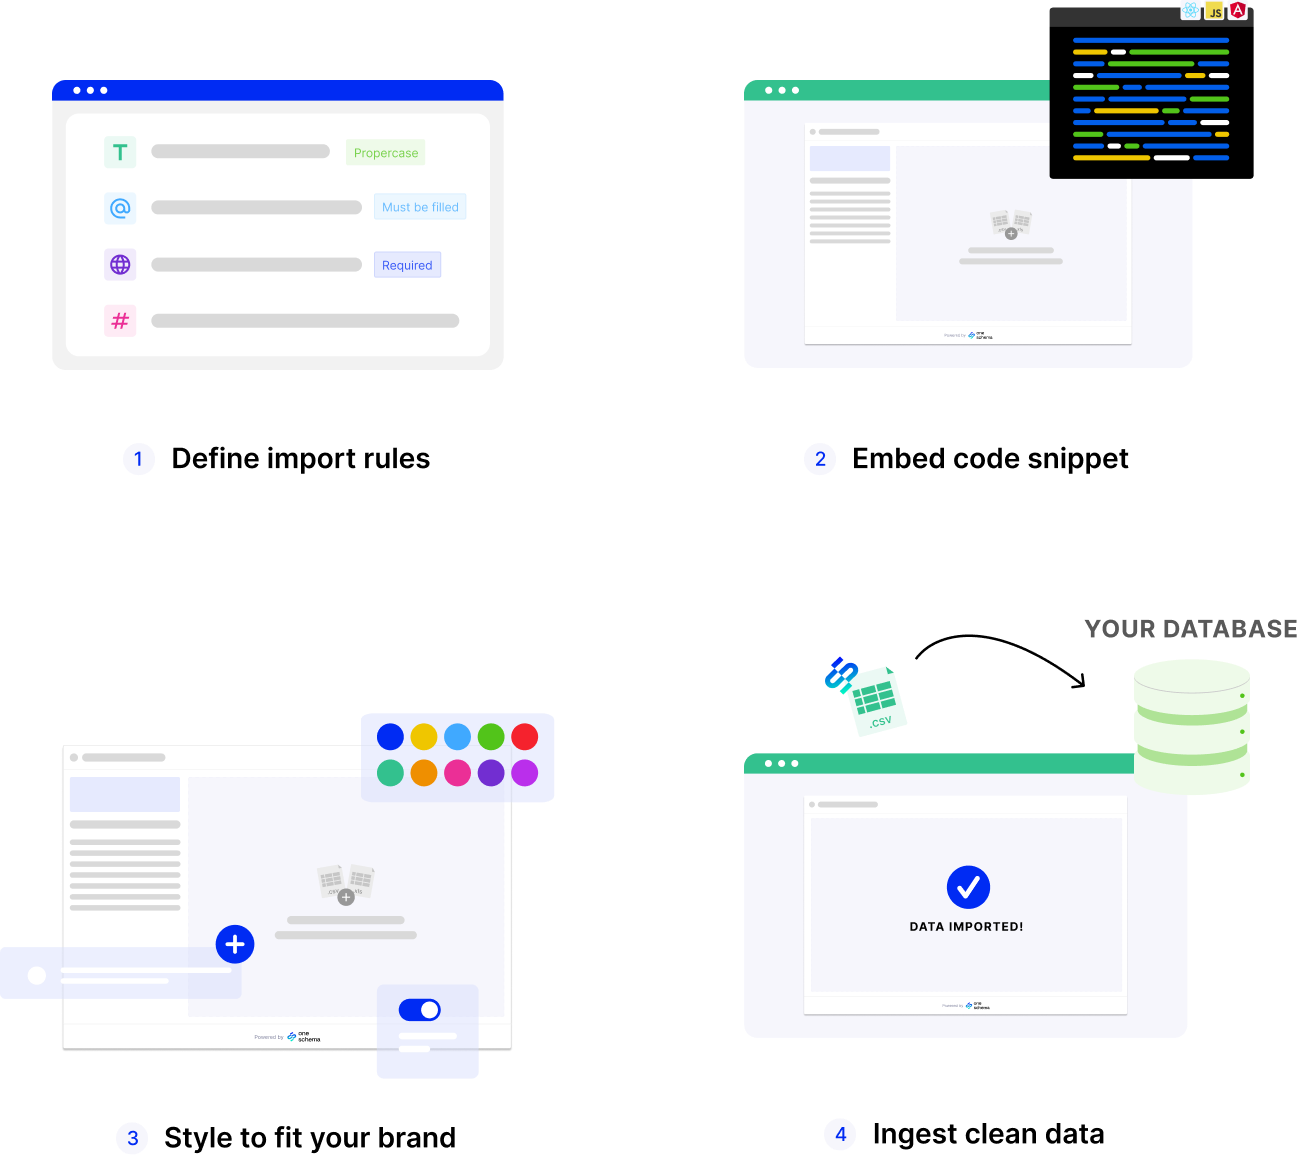 T
Propercase
@
Must be filled
Required
#
1 Define import rules
JS
A
Powered by one schema
2 Embed code snippet
Powered by one schema
3 Style to fit your brand
YOUR DATABASE
.CSV
DATA IMPORTED!
Powered by one schema
4 Ingest clean data